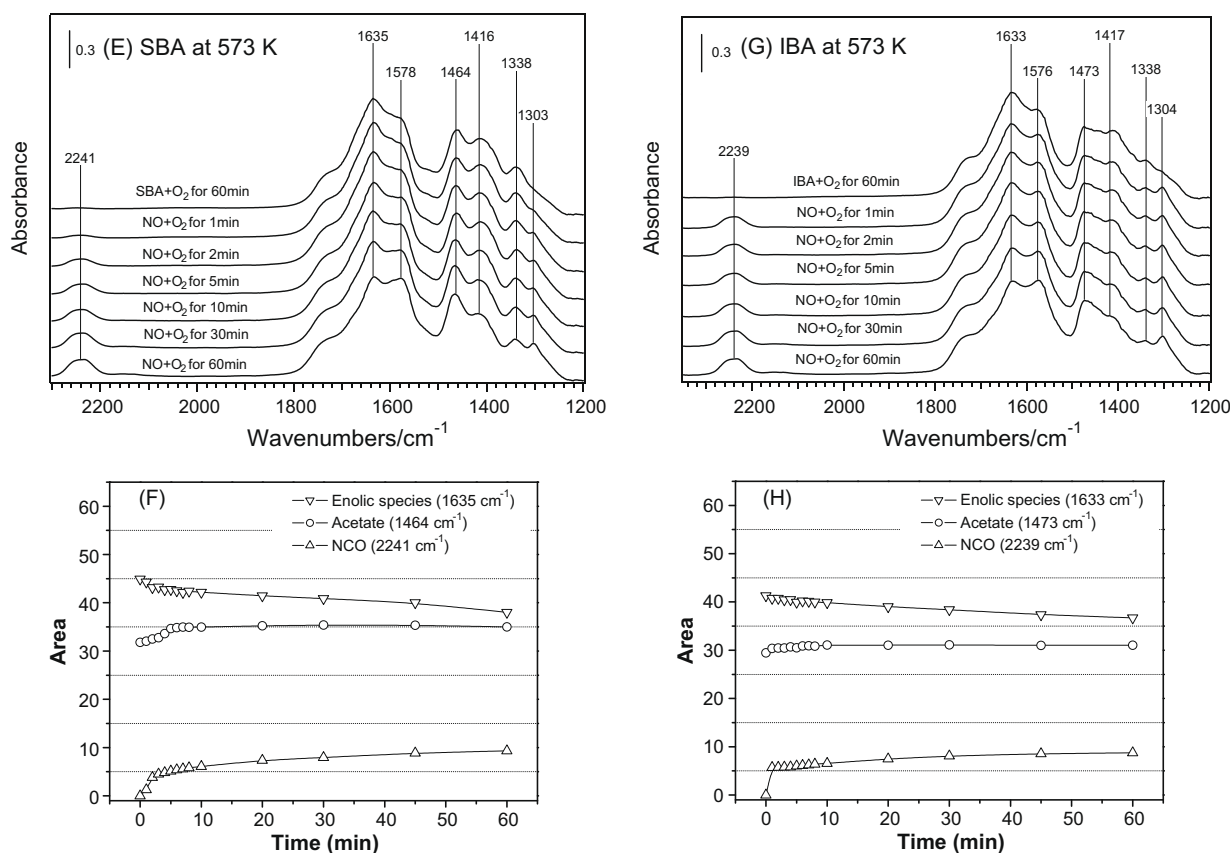 0.3 (E) SBA at 573 K
1635
1416
1578
1464
1338
1303
2241
SBA+O2 for 60min
NO+O2 for 1min
NO+O2 for 2min
NO+O2 for 5min
NO+O2 for 10min
NO+O2 for 30min
NO+O2 for 60min
Absorbance
2200 2000 1800 1600 1400 1200
Wavenumbers/cm-1
0.3 (G) IBA at 573 K
1633
1417
1576
1473
1338
1304
2239
IBA+O2 for 60min
NO+O2 for 1min
NO+O2 for 2min
NO+O2 for 5min
NO+O2 for 10min
NO+O2 for 30min
NO+O2 for 60min
Absorbance
2200 2000 1800 1600 1400 1200
Wavenumbers/cm-1
(F)
Enolic species (1635 cm-1)
Acetate (1464 cm-1)
NCO (2241 cm-1)
Area
60
50
40
30
20
10
0
0 10 20 30 40 50 60
Time (min)
(H)
Enolic species (1633 cm-1)
Acetate (1473 cm-1)
NCO (2239 cm-1)
Area
60
50
40
30
20
10
0
0 10 20 30 40 50 60
Time (min)